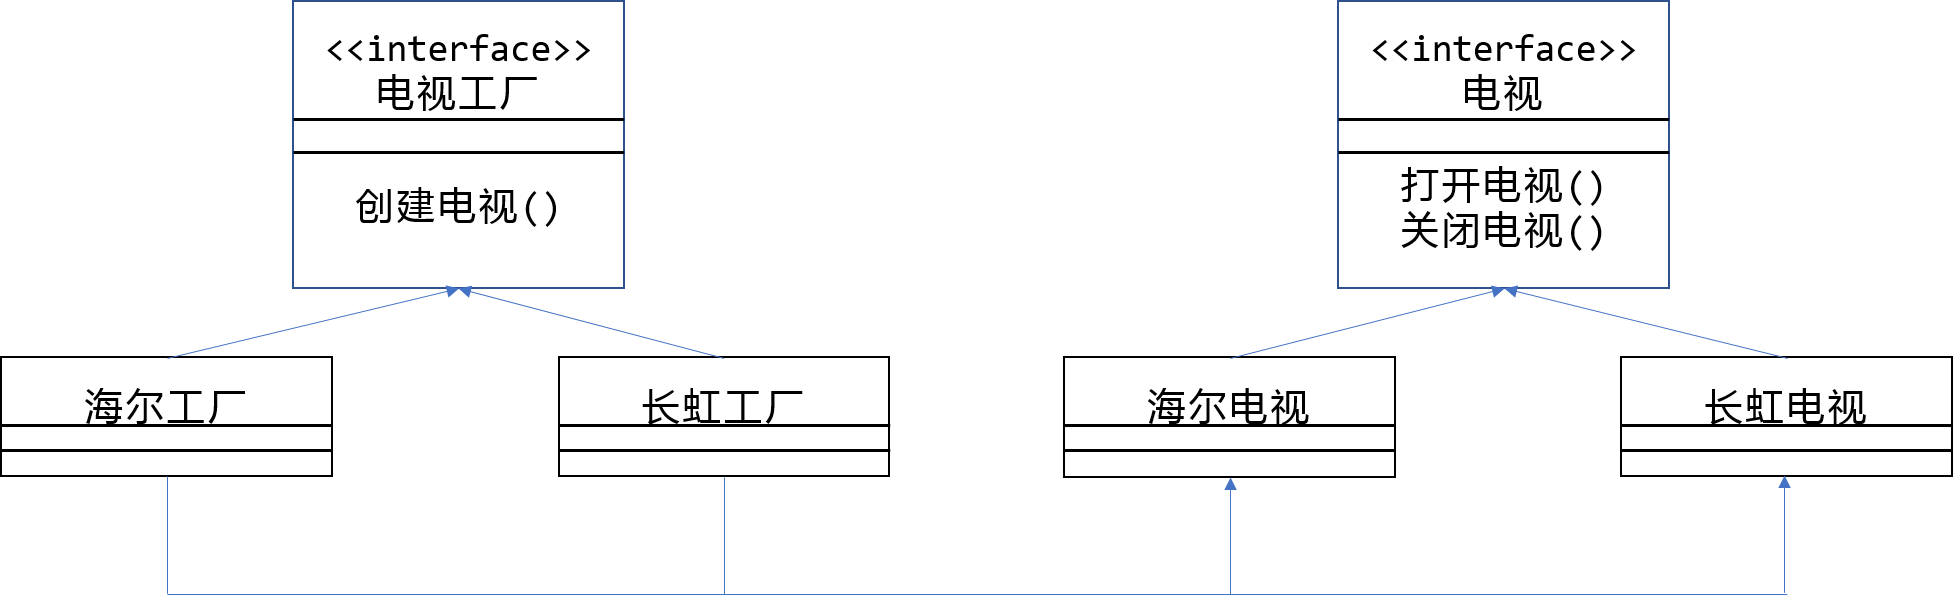 <<interface>>
电视工厂
创建电视()
<<interface>>
电视
打开电视()
关闭电视()
海尔工厂
长虹工厂
海尔电视
长虹电视